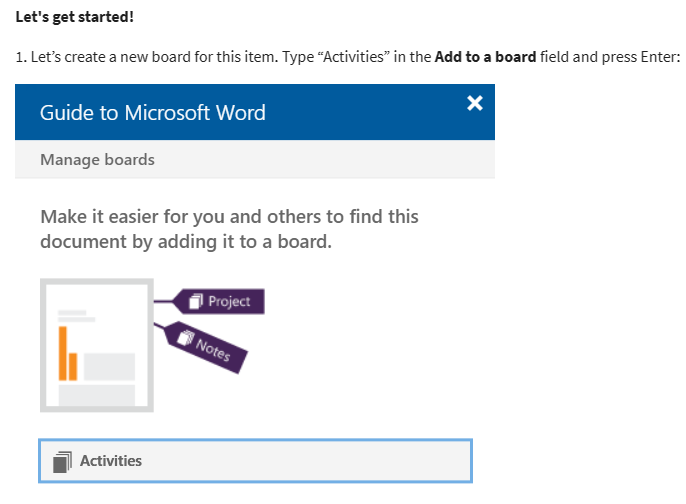 Let's get started!
1. Let’s create a new board for this item. Type “Activities” in the Add to a board field and press Enter:
Guide to Microsoft Word
Manage boards
Make it easier for you and others to find this
document by adding it to a board.
Project
Notes
Activities